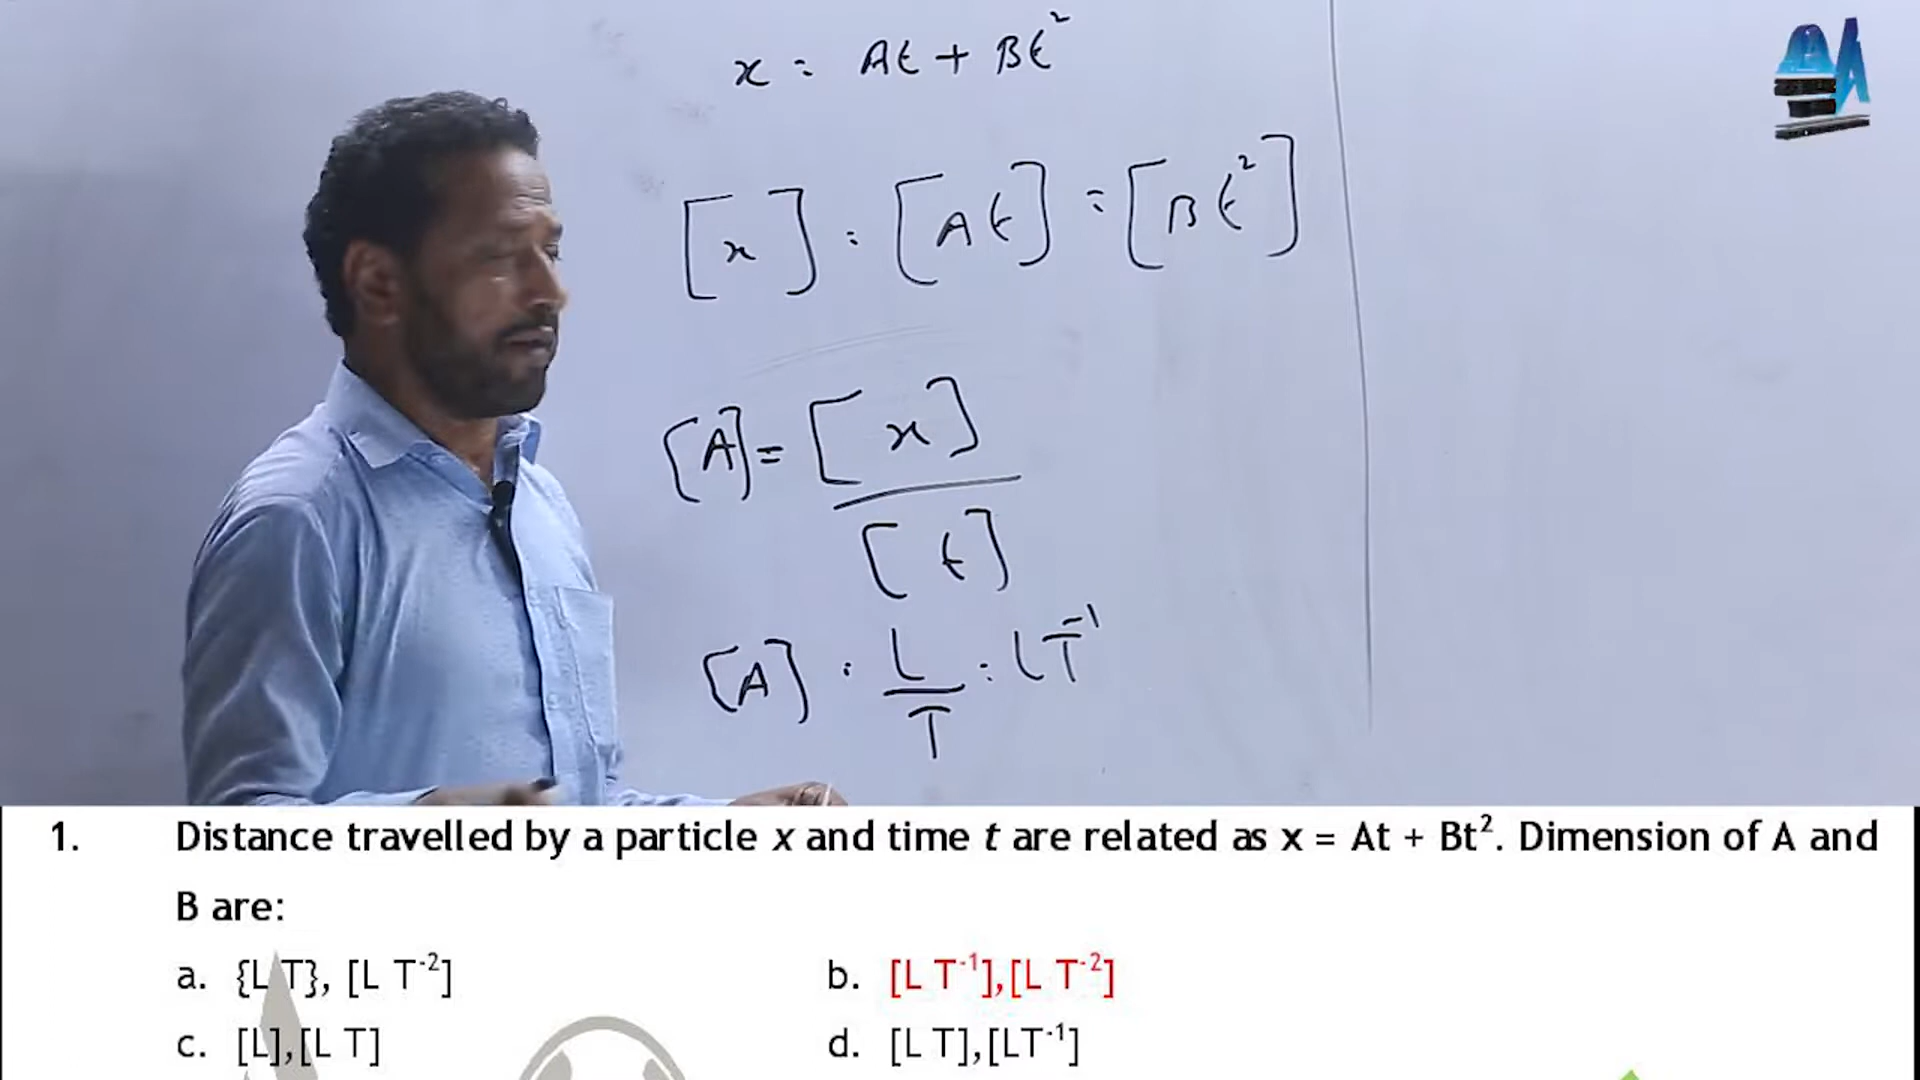 x = At + Bt²
[x] = [At] = [Bt²]
[A] = [x]
[t]
[A] = L/T = LT⁻¹
1. Distance travelled by a particle x and time t are related as x = At + Bt². Dimension of A and
B are:
a. {L T}, [L T⁻²] b. [L T⁻¹],[L T⁻²]
c. [L],[L T] d. [L T],[LT⁻¹]